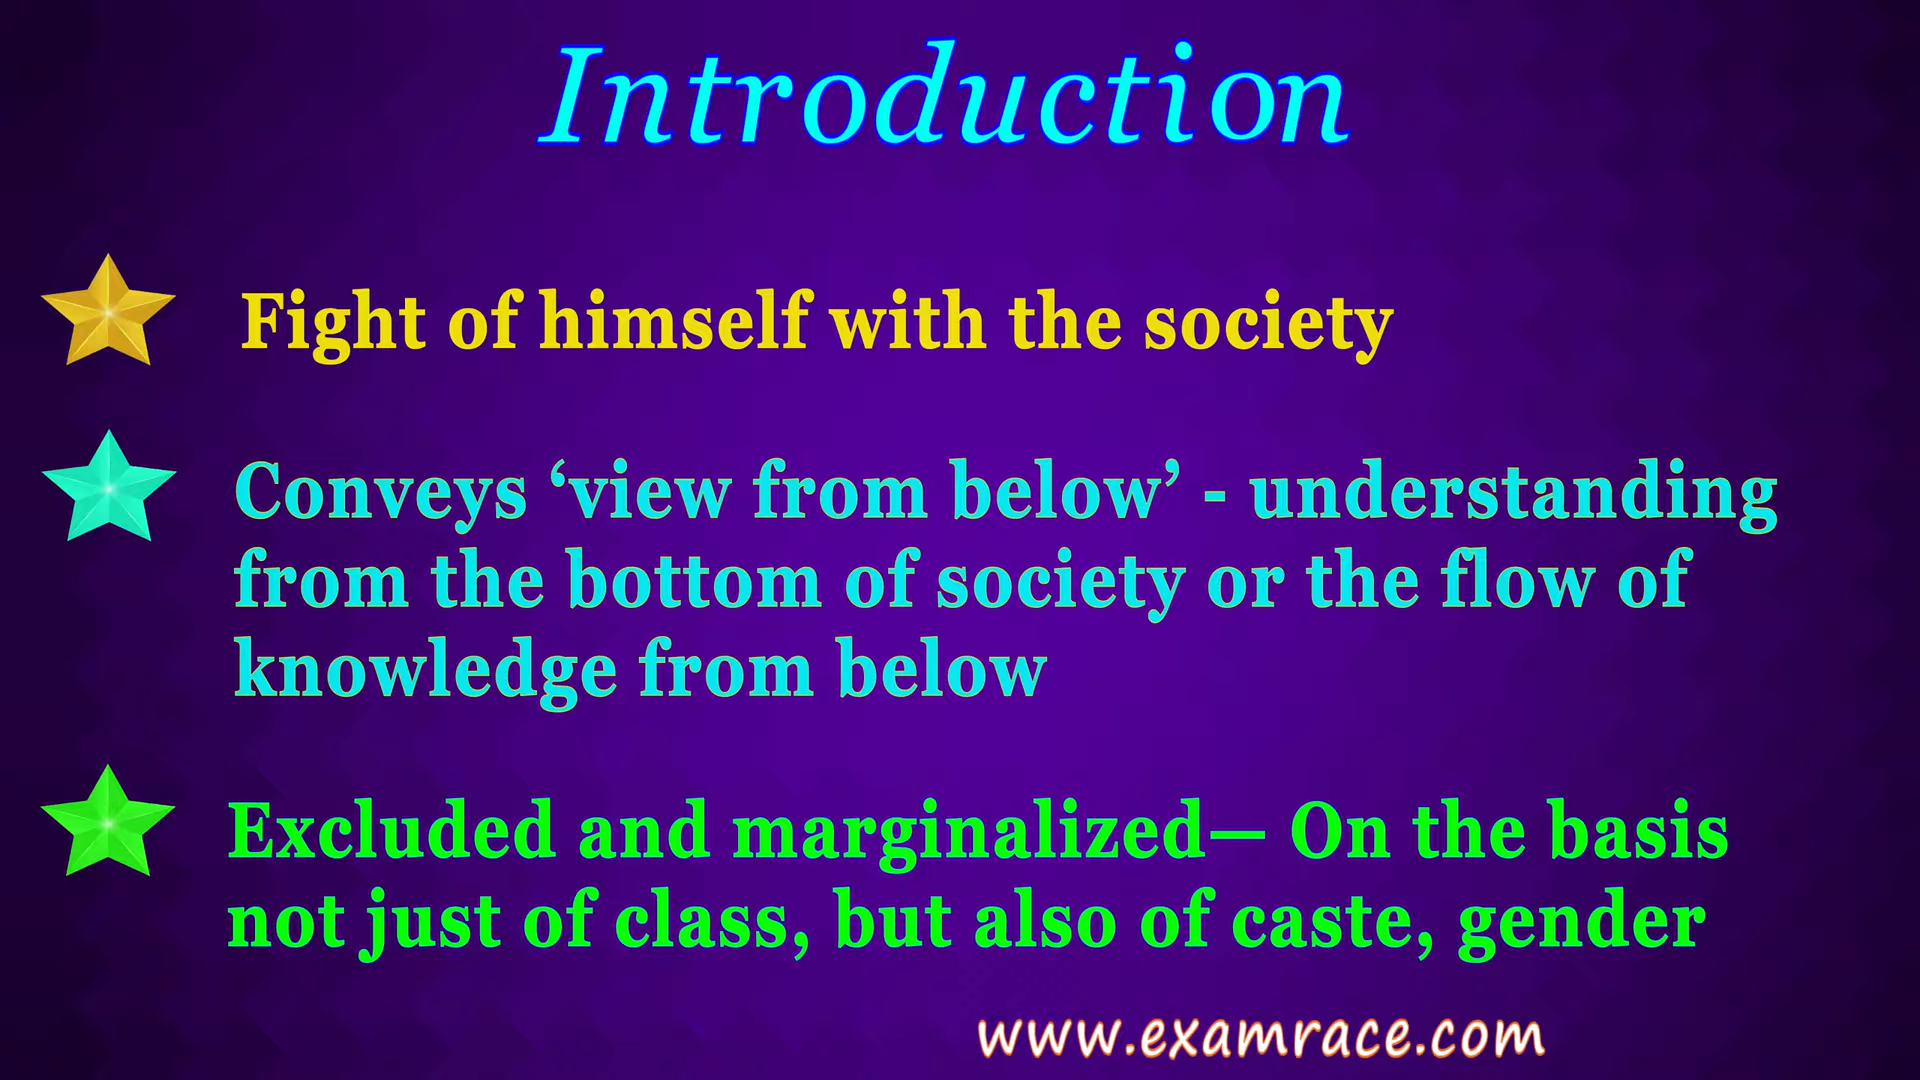 Introduction
Fight of himself with the society
Conveys ‘view from below’ - understanding
from the bottom of society or the flow of
knowledge from below
Excluded and marginalized— On the basis
not just of class, but also of caste, gender
www.examrace.com